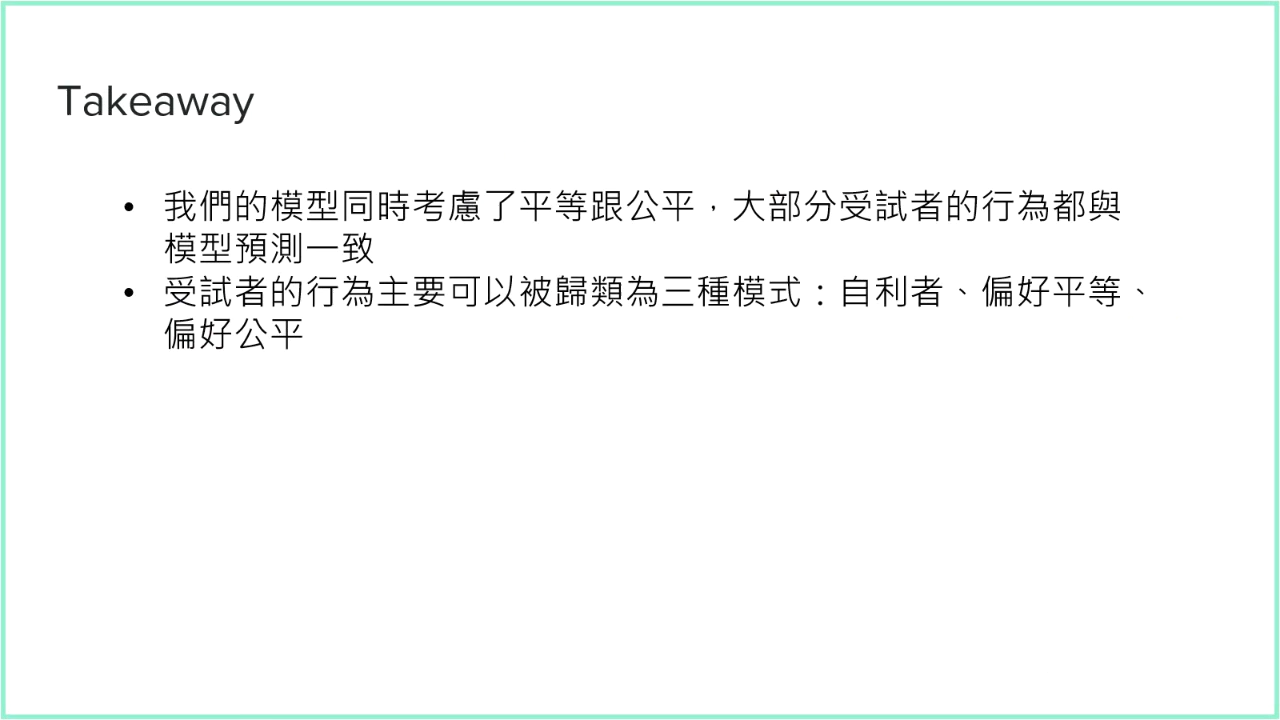 Takeaway
• 我們的模型同時考慮了平等跟公平，大部分受試者的行為都與
模型預測一致
• 受試者的行為主要可以被歸類為三種模式：自利者、偏好平等、
偏好公平